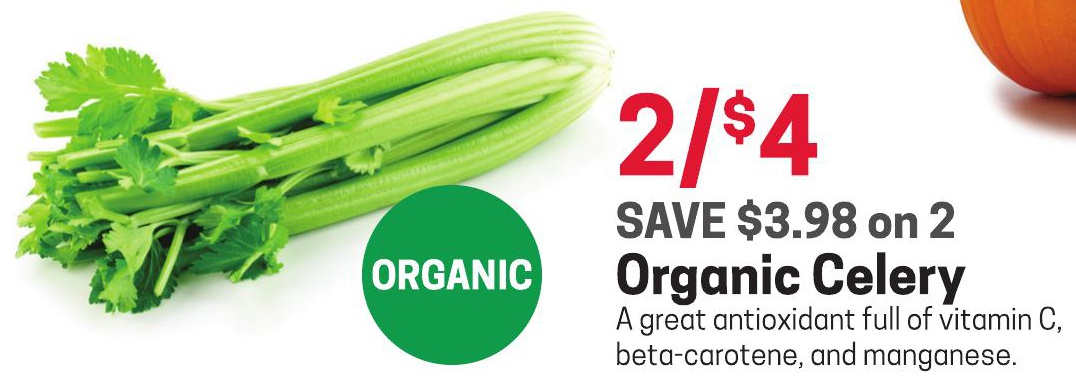 ORGANIC
2/$4
SAVE $3.98 on 2
Organic Celery
A great antioxidant full of vitamin C,
beta-carotene, and manganese.